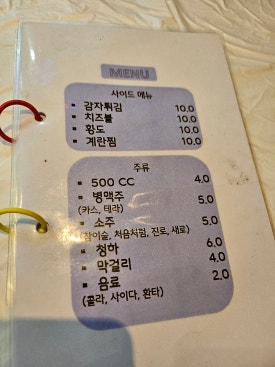 MENU
사이드 메뉴
감자튀김 10.0
치즈볼 10.0
황도 10.0
계란찜 10.0
주류
500 CC 4.0
병맥주 5.0
(카스, 테라)
소주 5.0
(참이슬, 처음처럼, 진로, 새로)
청하 6.0
막걸리 4.0
음료 2.0
(콜라, 사이다, 환타)